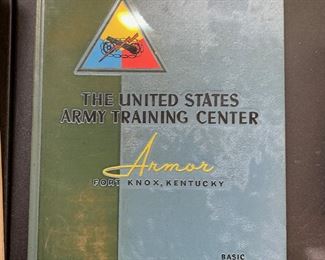 THE UNITED STATES
ARMY TRAINING CENTER
Armor
FORT KNOX, KENTUCKY
BASIC